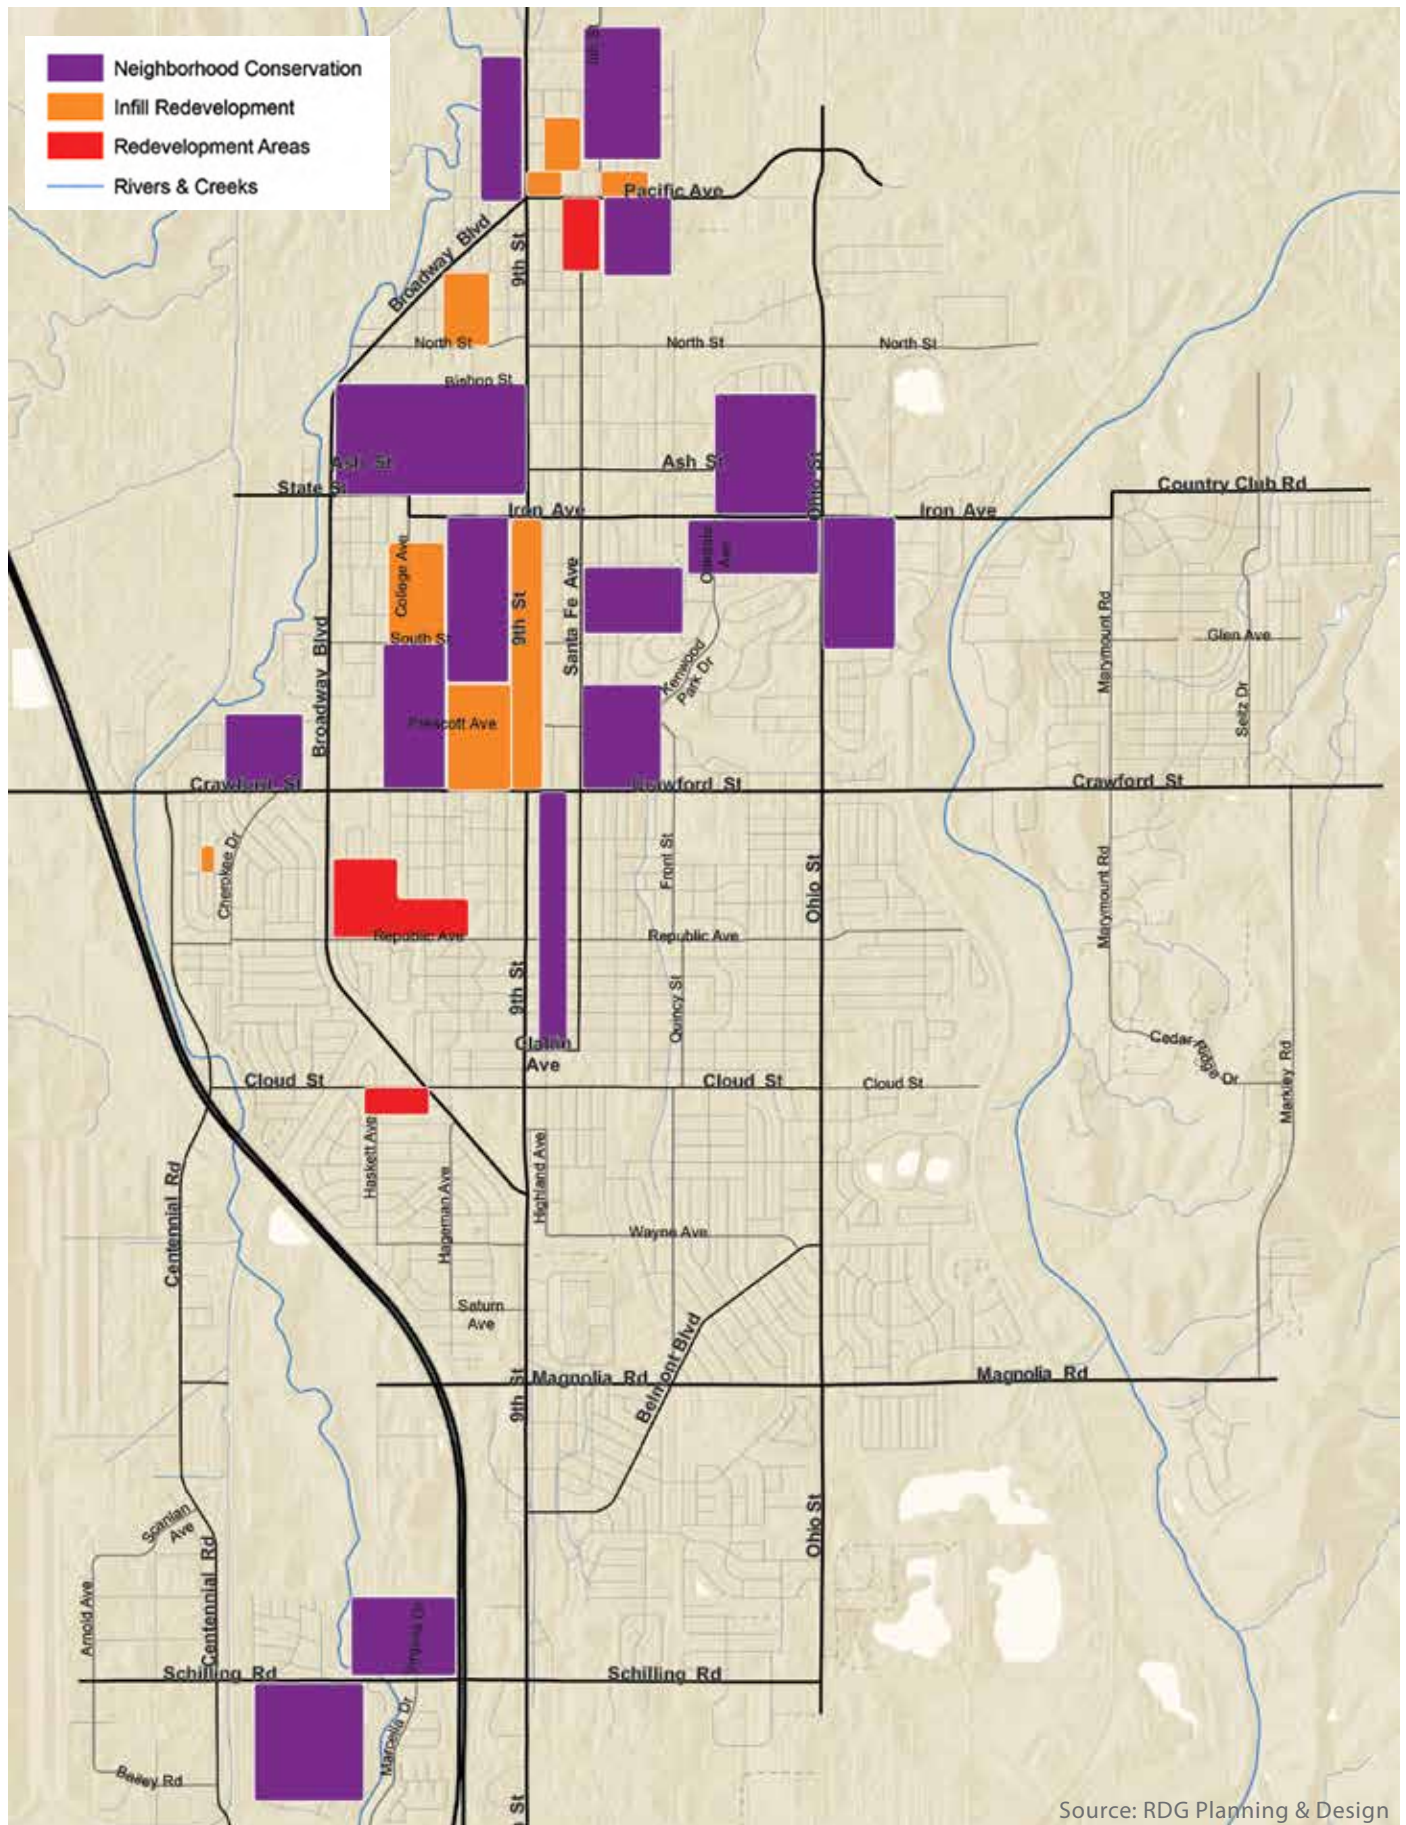 Neighborhood Conservation
Infill Redevelopment
Redevelopment Areas
Rivers & Creeks
Pacific Ave
Broadway Blvd
9th St
North St
North St
North St
Bishop St
Ash St
Ash St
State St
Iron Ave
Iron Ave
Ohio St
Country Club Rd
College Ave
9th St
Santa Fe Ave
Oakdale
Ave
South St
Broadway Blvd
Kenwood
Park Dr
Marymount Rd
Glen Ave
Seitz Dr
Prescott Ave
Crawford St
Crawford St
Crawford St
Cherokee Dr
Front St
Ohio St
Marymount Rd
Republic Ave
Republic Ave
9th St
Quincy St
Claflin
Ave
Cedar Ridge Dr
Markley Rd
Cloud St
Cloud St
Cloud St
Haskett Ave
Hageman Ave
Highland Ave
Centennial Rd
Wayne Ave
Saturn
Ave
Belmont Blvd
9th St
Magnolia Rd
Magnolia Rd
Scanlan
Ave
Ohio St
Arnold Ave
Centennial Rd
Schilling Rd
Schilling Rd
Marcella Dr
Bailey Rd
St
Source: RDG Planning & Design